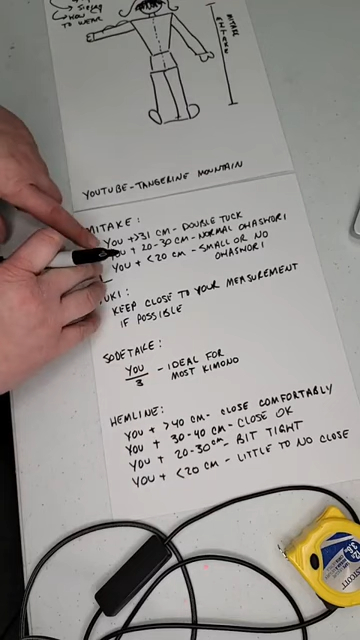 SIZING
HOW
TO WEAR
MITAKE
YOUTUBE-TANGERINE MOUNTAIN
MITAKE:
YOU +>31 CM - DOUBLE TUCK
YOU + 20-30 CM - NORMAL OHASHORI
YOU + <20 CM - SMALL OR NO
OHASHORI
YUKI:
KEEP CLOSE TO YOUR MEASUREMENT
IF POSSIBLE
SODETAKE:
YOU
3
- IDEAL FOR
MOST KIMONO
HEMLINE:
YOU + >40 CM - CLOSE COMFORTABLY
YOU + 30-40 CM - CLOSE OK
YOU + 20-30 CM - BIT TIGHT
YOU + <20 CM - LITTLE TO NO CLOSE